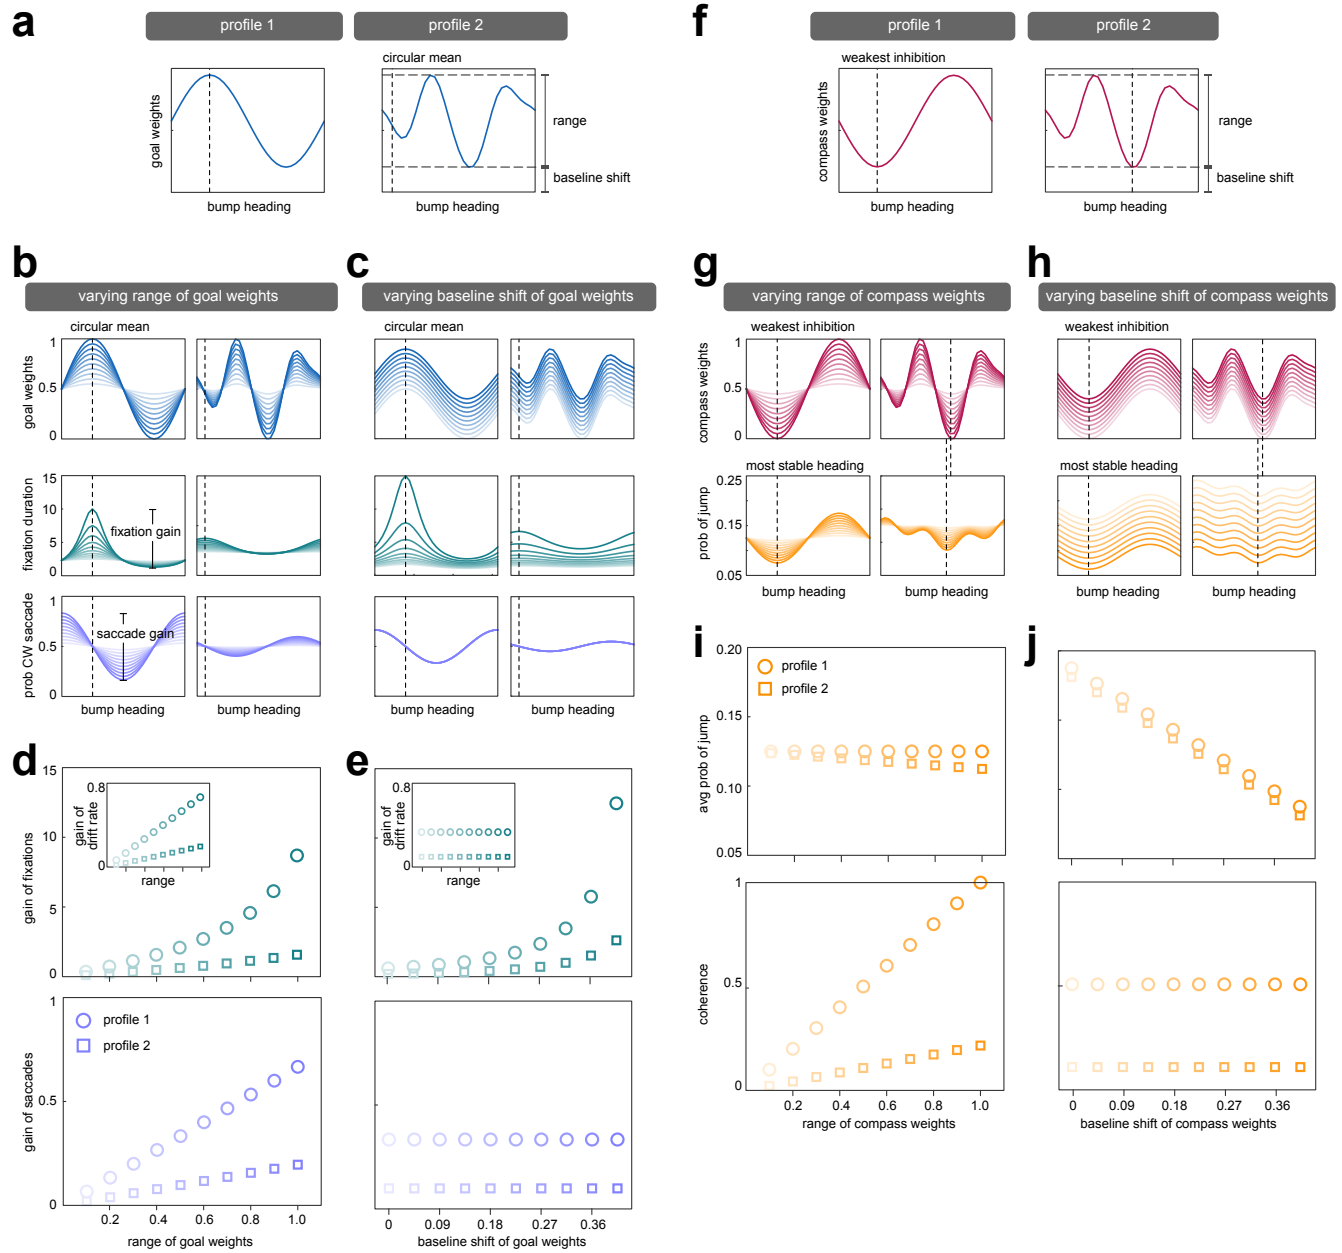 a
profile 1
profile 2
circular mean
goal weights
range
baseline shift
bump heading
bump heading
f
profile 1
profile 2
weakest inhibition
compass weights
range
baseline shift
bump heading
bump heading
b
varying range of goal weights
circular mean
goal weights
1
0.5
0
fixation duration
15
10
5
0
fixation gain
prob CW saccade
1
0.5
0
saccade gain
bump heading
bump heading
c
varying baseline shift of goal weights
circular mean
bump heading
bump heading
g
varying range of compass weights
weakest inhibition
compass weights
1
0.5
0
most stable heading
prob of jump
0.25
0.15
0.05
bump heading
bump heading
h
varying baseline shift of compass weights
weakest inhibition
most stable heading
bump heading
bump heading
d
gain of fixations
15
10
5
0
gain of
drift rate
0.8
0
range
gain of saccades
1
0.5
0
profile 1
profile 2
0.2
0.4
0.6
0.8
1.0
range of goal weights
e
gain of
drift rate
0.8
0
range
0
0.09
0.18
0.27
0.36
baseline shift of goal weights
i
avg prob of jump
0.20
0.15
0.10
0.05
profile 1
profile 2
coherence
1
0.5
0
0.2
0.4
0.6
0.8
1.0
range of compass weights
j
0
0.09
0.18
0.27
0.36
baseline shift of compass weights